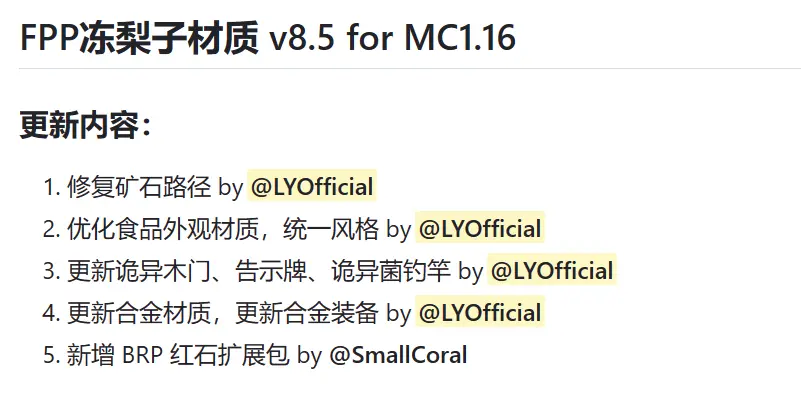 FPP冻梨子材质 v8.5 for MC1.16
更新内容：
1. 修复矿石路径 by @LYOfficial
2. 优化食品外观材质，统一风格 by @LYOfficial
3. 更新诡异木门、告示牌、诡异菌钓竿 by @LYOfficial
4. 更新合金材质，更新合金装备 by @LYOfficial
5. 新增 BRP 红石扩展包 by @SmallCoral